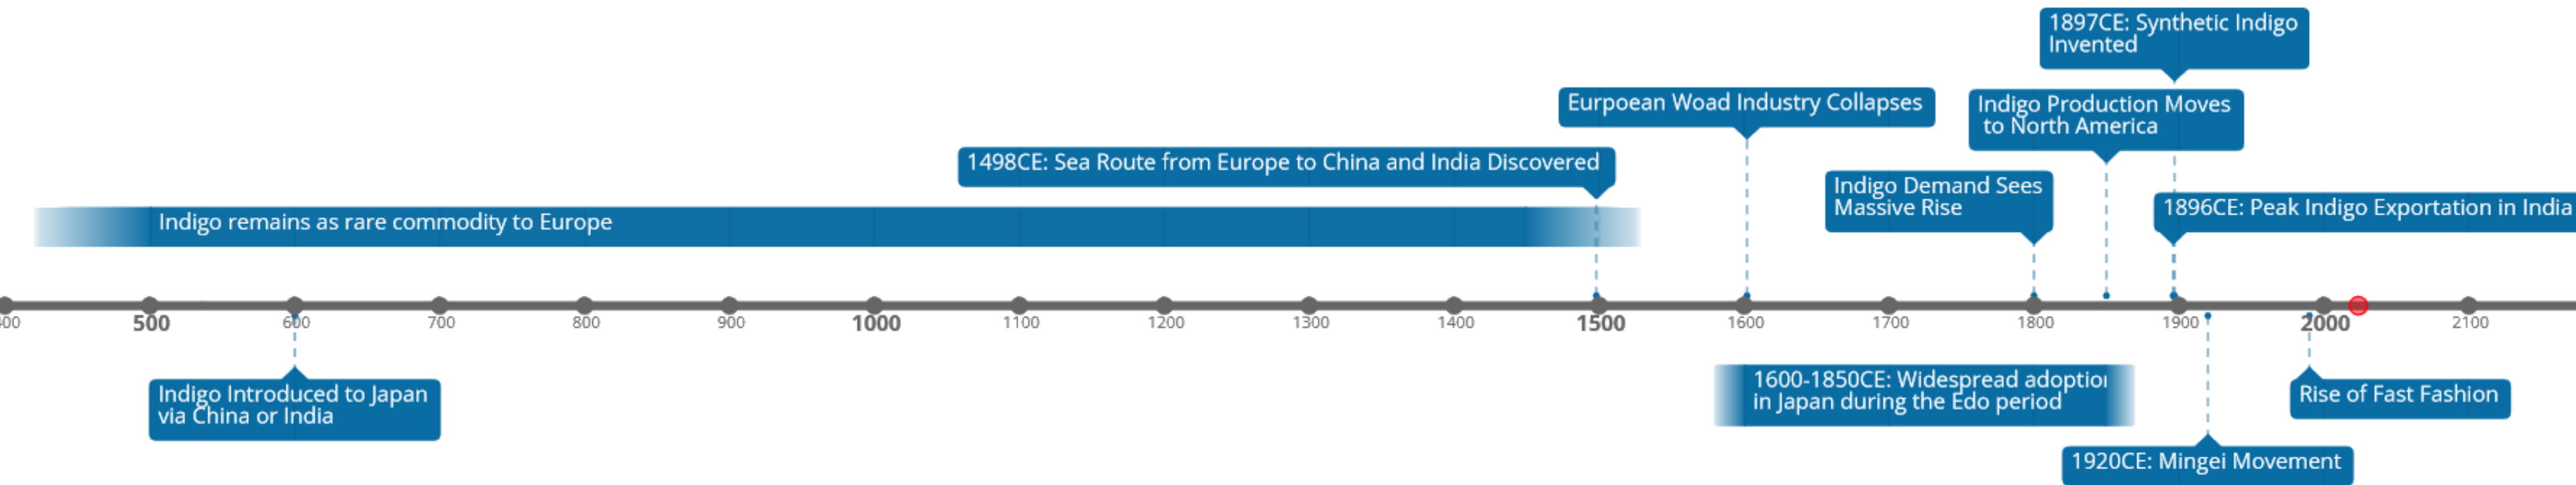 1897CE: Synthetic Indigo
Invented
Eurpoean Woad Industry Collapses
Indigo Production Moves
to North America
1498CE: Sea Route from Europe to China and India Discovered
Indigo Demand Sees
Massive Rise
1896CE: Peak Indigo Exportation in India
Indigo remains as rare commodity to Europe
400 500 600 700 800 900 1000 1100 1200 1300 1400 1500 1600 1700 1800 1900 2000 2100
Indigo Introduced to Japan
via China or India
1600-1850CE: Widespread adoption
in Japan during the Edo period
Rise of Fast Fashion
1920CE: Mingei Movement